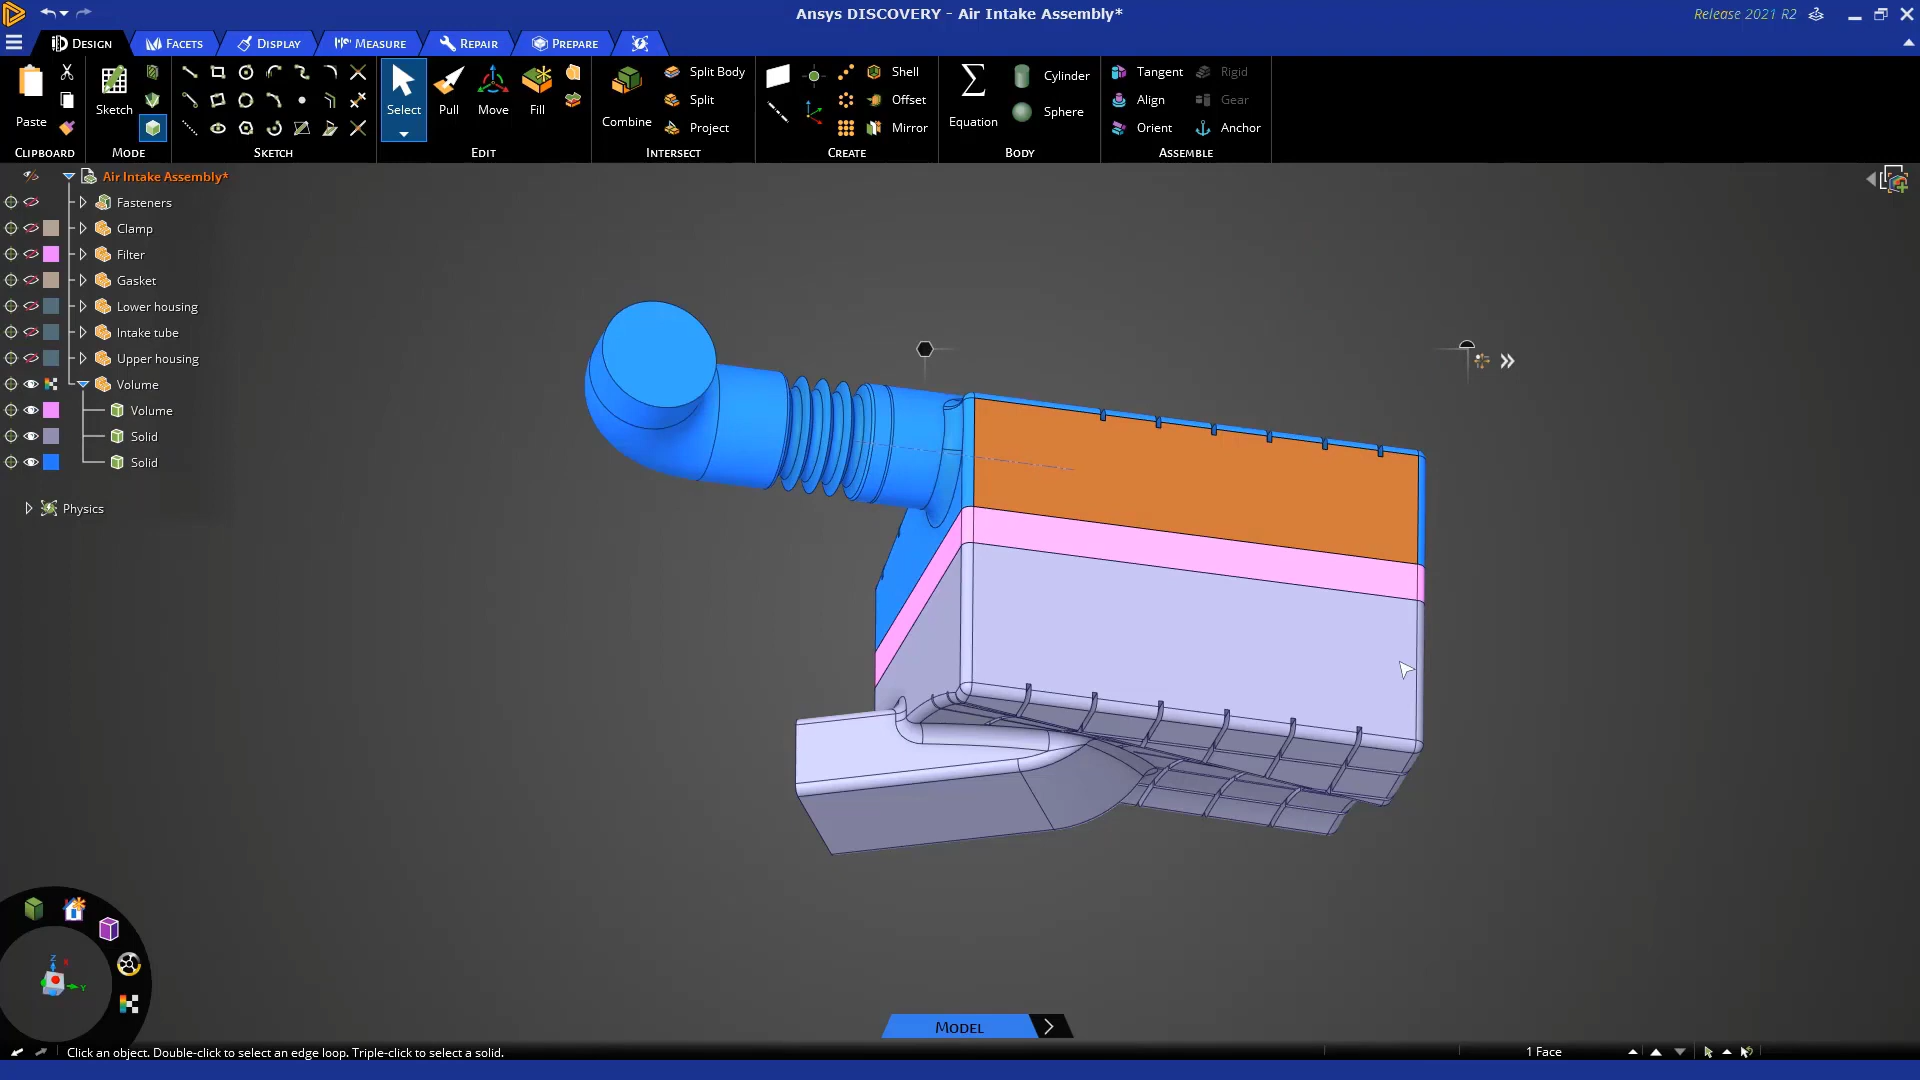 Ansys DISCOVERY - Air Intake Assembly*
Release 2021 R2
DESIGN
FACETS
DISPLAY
MEASURE
REPAIR
PREPARE
Paste
CLIPBOARD
Sketch
MODE
SKETCH
Select
Pull
Move
Fill
EDIT
Combine
Split Body
Split
Project
INTERSECT
Shell
Offset
Mirror
CREATE
Equation
Cylinder
Sphere
BODY
Tangent
Rigid
Align
Gear
Orient
Anchor
ASSEMBLE
Air Intake Assembly*
Fasteners
Clamp
Filter
Gasket
Lower housing
Intake tube
Upper housing
Volume
Volume
Solid
Solid
Physics
Z
Y
MODEL
Click an object. Double-click to select an edge loop. Triple-click to select a solid.
1 Face